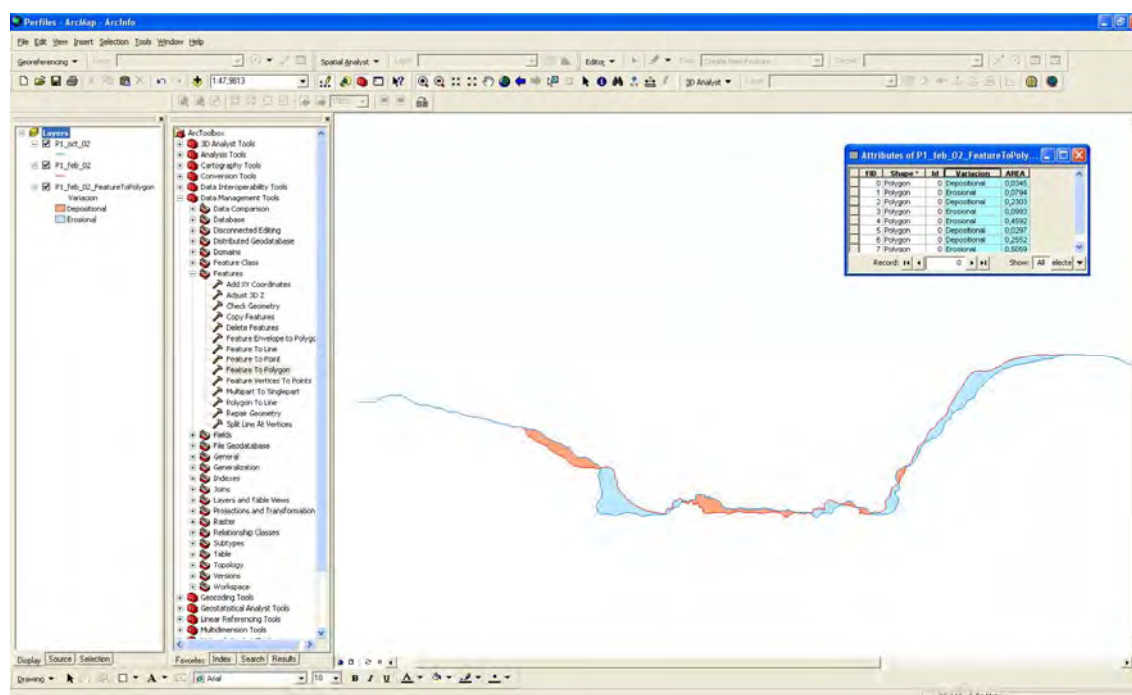 Perfiles - ArcMap - ArcInfo
File Edit View Insert Selection Tools Window Help
Georeferencing Spatial Analyst Editor
1:47,9813 3D Analyst
Layers
P1_oct_02
P1_feb_02
P1_feb_02_FeatureToPolygon
Variacion
Depositional
Erosional
ArcToolbox
3D Analyst Tools
Analysis Tools
Cartography Tools
Conversion Tools
Data Interoperability Tools
Data Management Tools
Data Comparison
Database
Disconnected Editing
Distributed Geodatabase
Domains
Feature Class
Features
Add XY Coordinates
Adjust 3D Z
Check Geometry
Copy Features
Delete Features
Feature Envelope to Polygo
Feature To Line
Feature To Point
Feature To Polygon
Feature Vertices To Points
Multipart To Singlepart
Polygon To Line
Repair Geometry
Split Line At Vertices
Fields
File Geodatabase
General
Generalization
Indexes
Joins
Layers and Table Views
Projections and Transformation
Raster
Relationship Classes
Subtypes
Table
Topology
Versions
Workspace
Geocoding Tools
Geostatistical Analyst Tools
Linear Referencing Tools
Multidimension Tools
Attributes of P1_feb_02_FeatureToPoly...
FID Shape * Id Variacion AREA
0 Polygon 0 Depositional 0,0345
1 Polygon 0 Erosional 0,0794
2 Polygon 0 Depositional 0,2303
3 Polygon 0 Erosional 0,0993
4 Polygon 0 Erosional 0,4592
5 Polygon 0 Depositional 0,0297
6 Polygon 0 Depositional 0,2552
7 Polygon 0 Erosional 0,5059
Record: 0 Show: All electe
Display Source Selection
Favorites Index Search Results
Drawing A Arial 10 B I U A